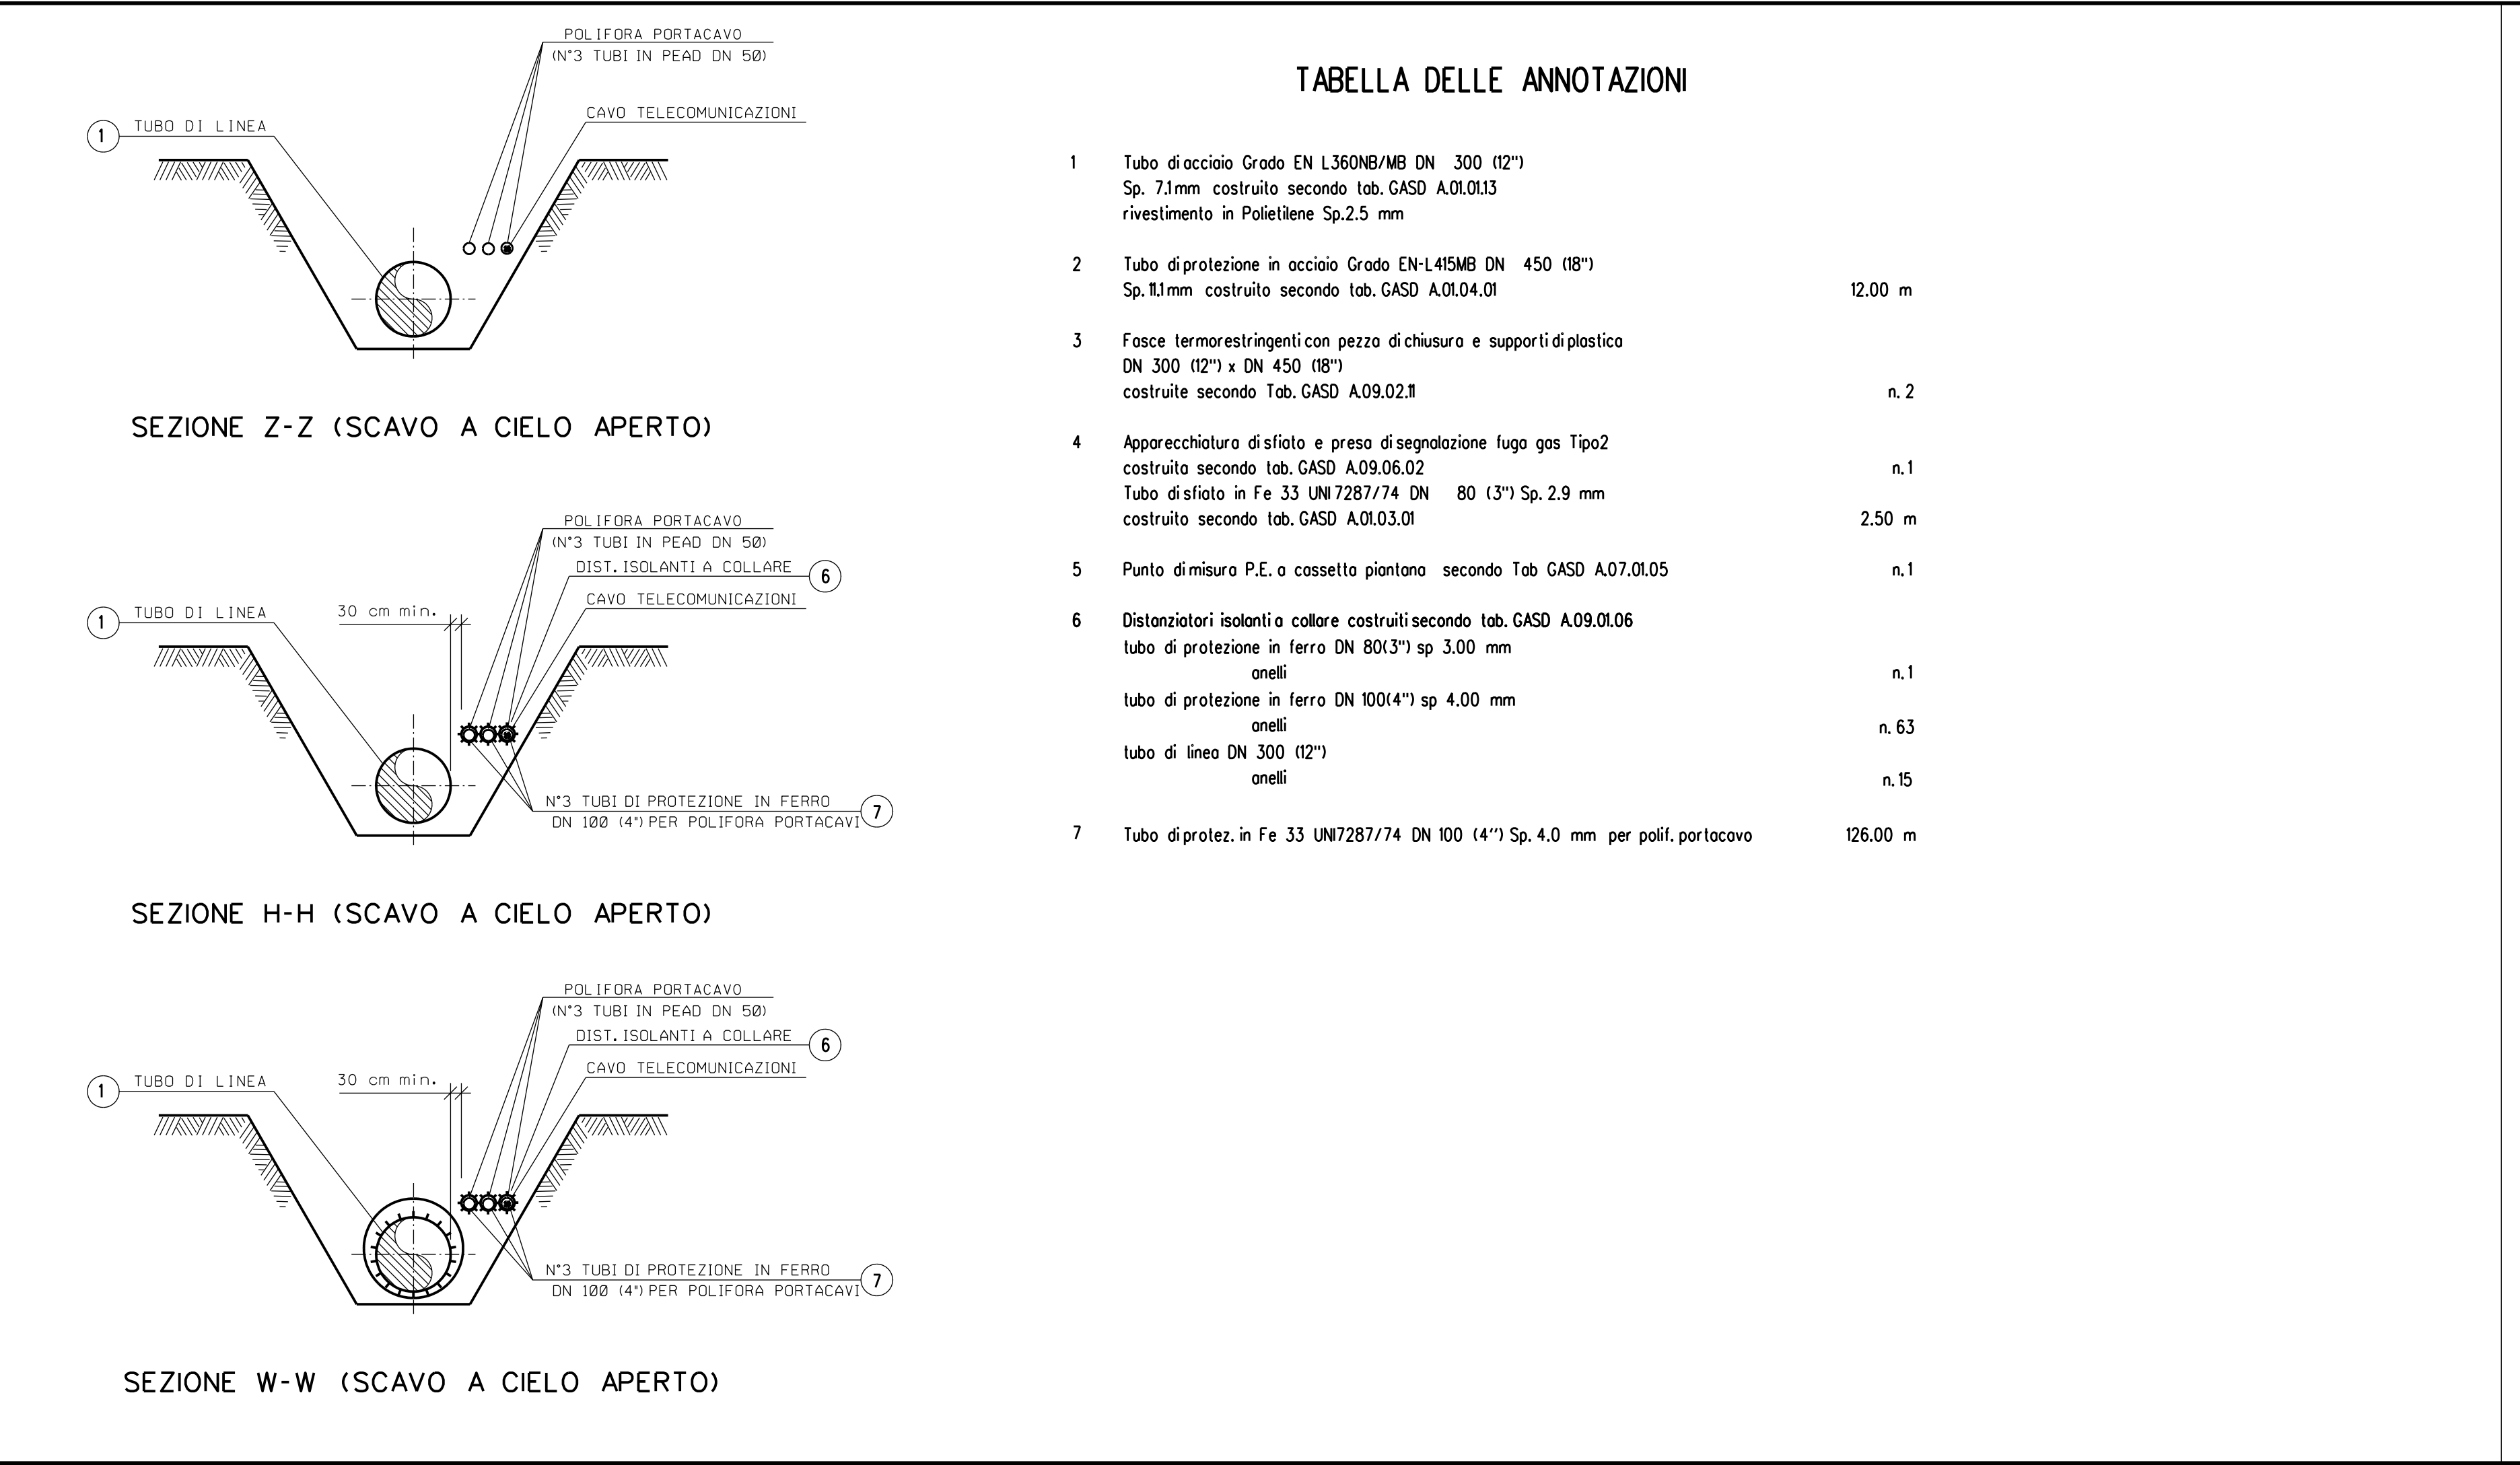 POLIFORA PORTACAVO
(N°3 TUBI IN PEAD DN 50)
CAVO TELECOMUNICAZIONI
1 TUBO DI LINEA
SEZIONE Z-Z (SCAVO A CIELO APERTO)
POLIFORA PORTACAVO
(N°3 TUBI IN PEAD DN 50)
DIST. ISOLANTI A COLLARE 6
CAVO TELECOMUNICAZIONI
30 cm min.
1 TUBO DI LINEA
N°3 TUBI DI PROTEZIONE IN FERRO
DN 100 (4") PER POLIFORA PORTACAVI 7
SEZIONE H-H (SCAVO A CIELO APERTO)
POLIFORA PORTACAVO
(N°3 TUBI IN PEAD DN 50)
DIST. ISOLANTI A COLLARE 6
CAVO TELECOMUNICAZIONI
30 cm min.
1 TUBO DI LINEA
N°3 TUBI DI PROTEZIONE IN FERRO
DN 100 (4") PER POLIFORA PORTACAVI 7
SEZIONE W-W (SCAVO A CIELO APERTO)
TABELLA DELLE ANNOTAZIONI
1 Tubo di acciaio Grado EN L360NB/MB DN 300 (12")
Sp. 7.1 mm costruito secondo tab. GASD A.01.01.13
rivestimento in Polietilene Sp.2.5 mm
2 Tubo di protezione in acciaio Grado EN-L415MB DN 450 (18")
Sp. 11.1 mm costruito secondo tab. GASD A.01.04.01 12.00 m
3 Fasce termorestringenti con pezza di chiusura e supporti di plastica
DN 300 (12") x DN 450 (18")
costruite secondo Tab. GASD A.09.02.11 n. 2
4 Apparecchiatura di sfiato e presa di segnalazione fuga gas Tipo2
costruita secondo tab. GASD A.09.06.02 n. 1
Tubo di sfiato in Fe 33 UNI 7287/74 DN 80 (3") Sp. 2.9 mm
costruito secondo tab. GASD A.01.03.01 2.50 m
5 Punto di misura P.E. a cassetta piantana secondo Tab GASD A.07.01.05 n. 1
6 Distanziatori isolanti a collare costruiti secondo tab. GASD A.09.01.06
tubo di protezione in ferro DN 80(3") sp 3.00 mm
anelli n. 1
tubo di protezione in ferro DN 100(4") sp 4.00 mm
anelli n. 63
tubo di linea DN 300 (12")
anelli n. 15
7 Tubo di protez. in Fe 33 UNI7287/74 DN 100 (4'') Sp. 4.0 mm per polif. portacavo 126.00 m